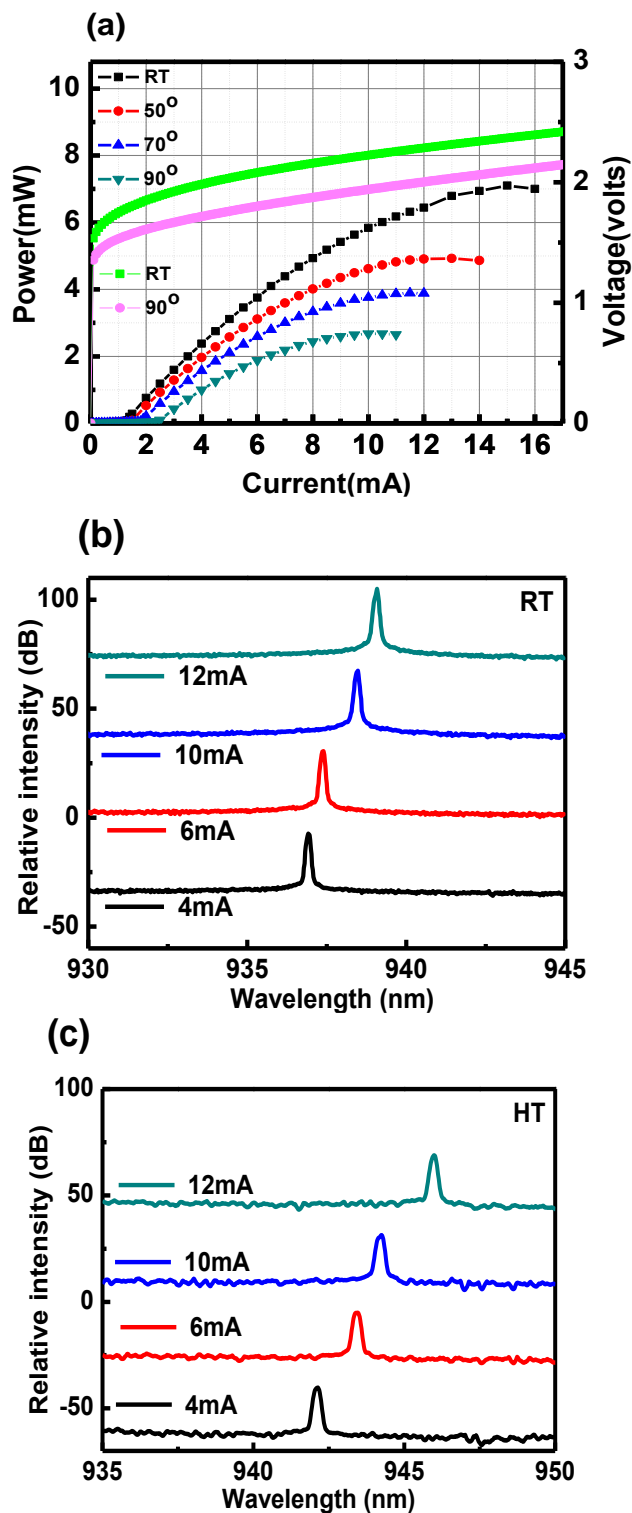 (a)
Power(mW)
10
8
6
4
2
0
RT
50o
70o
90o
RT
90o
3
2
1
0
Voltage(volts)
0 2 4 6 8 10 12 14 16
Current(mA)
(b)
Relative intensity (dB)
100
50
0
-50
RT
12mA
10mA
6mA
4mA
930 935 940 945
Wavelength (nm)
(c)
Relative intensity (dB)
100
50
0
-50
HT
12mA
10mA
6mA
4mA
935 940 945 950
Wavelength (nm)